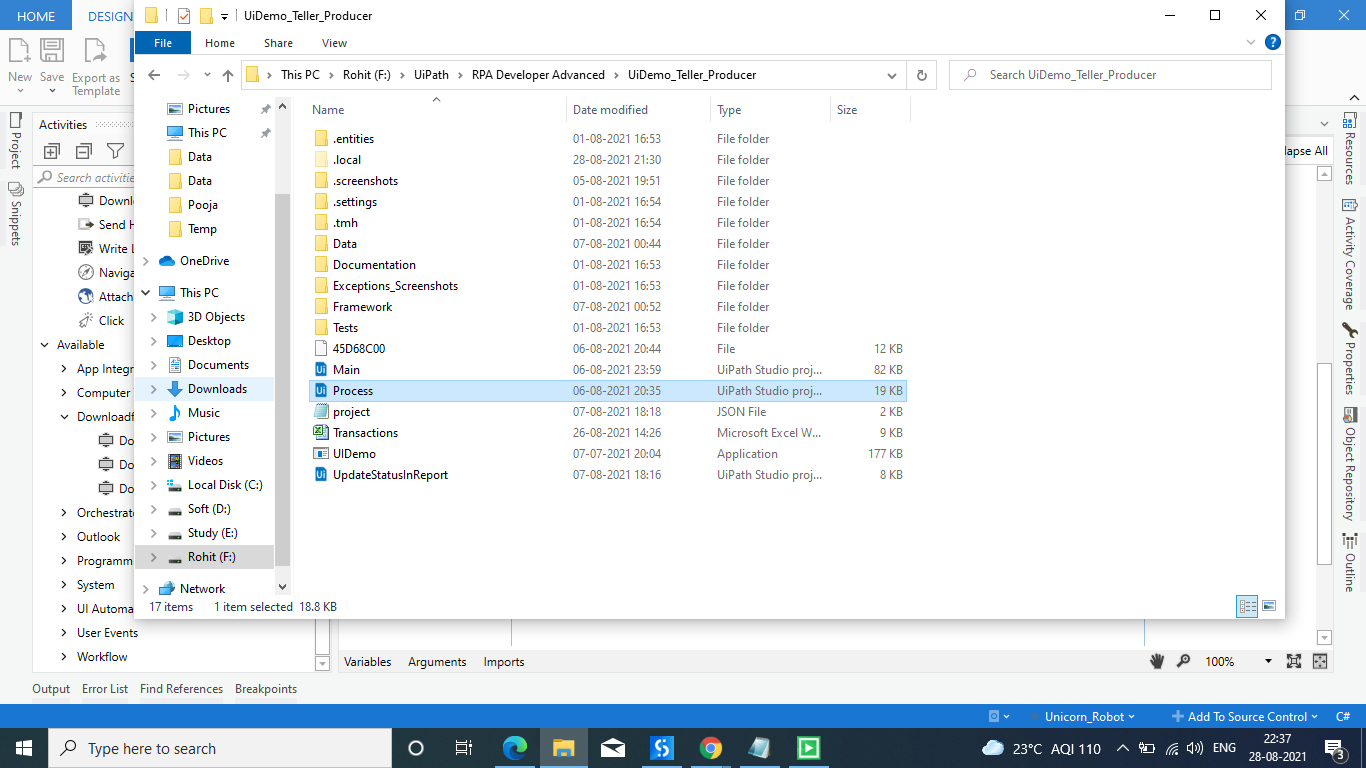 HOME
DESIGN
UiDemo_Teller_Producer
File
Home
Share
View
New
Save
Export as
Template
This PC
Rohit (F:)
UiPath
RPA Developer Advanced
UiDemo_Teller_Producer
Search UiDemo_Teller_Producer
Project
Snippets
Activities
Search activitie
Send H
Write L
Naviga
Attach
Click
Available
App Integr
Computer
Downloadf
Do
Do
Do
Orchestrat
Outlook
Programm
System
UI Automa
User Events
Workflow
Pictures
This PC
Data
Data
Pooja
Temp
OneDrive
This PC
3D Objects
Desktop
Documents
Downloads
Music
Pictures
Videos
Local Disk (C:)
Soft (D:)
Study (E:)
Rohit (F:)
Network
Name Date modified Type Size
.entities 01-08-2021 16:53 File folder
.local 28-08-2021 21:30 File folder
.screenshots 05-08-2021 19:51 File folder
.settings 01-08-2021 16:54 File folder
.tmh 01-08-2021 16:54 File folder
Data 07-08-2021 00:44 File folder
Documentation 01-08-2021 16:53 File folder
Exceptions_Screenshots 01-08-2021 16:53 File folder
Framework 07-08-2021 00:52 File folder
Tests 01-08-2021 16:53 File folder
45D68C00 06-08-2021 20:44 File 12 KB
Main 06-08-2021 23:59 UiPath Studio proj... 82 KB
Process 06-08-2021 20:35 UiPath Studio proj... 19 KB
project 07-08-2021 18:18 JSON File 2 KB
Transactions 26-08-2021 14:26 Microsoft Excel W... 9 KB
UIDemo 07-07-2021 20:04 Application 177 KB
UpdateStatusInReport 07-08-2021 18:16 UiPath Studio proj... 8 KB
17 items 1 item selected 18.8 KB
lapse All
Resources
Activity Coverage
Properties
Object Repository
Outline
Variables Arguments Imports
100%
Output Error List Find References Breakpoints
Unicorn_Robot
Add To Source Control
C#
Type here to search
23°C AQI 110
ENG
22:37
28-08-2021
3